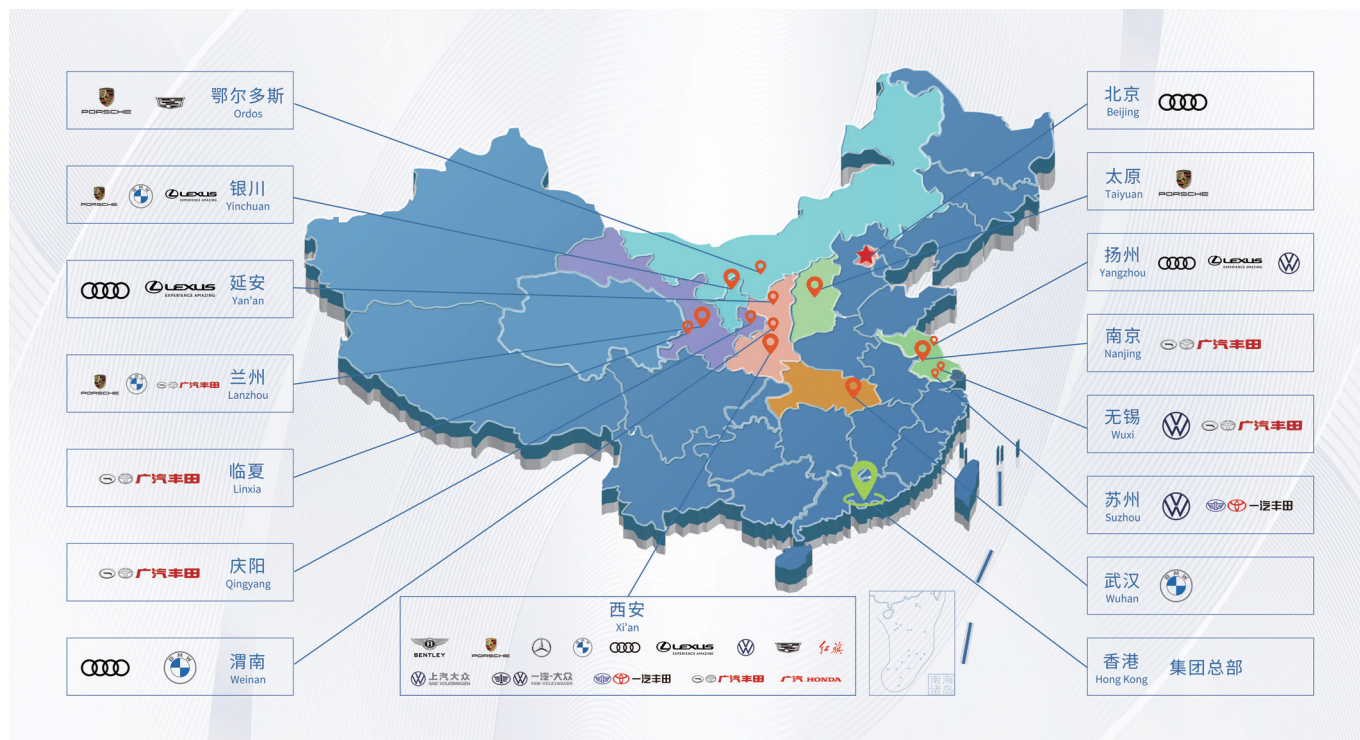 鄂尔多斯
Ordos
PORSCHE
银川
Yinchuan
PORSCHE
BMW
LEXUS
EXPERIENCE AMAZING
延安
Yan'an
LEXUS
EXPERIENCE AMAZING
兰州
Lanzhou
PORSCHE
BMW
广汽丰田
临夏
Linxia
广汽丰田
庆阳
Qingyang
广汽丰田
渭南
Weinan
BMW
西安
Xi'an
BENTLEY
PORSCHE
BMW
LEXUS
EXPERIENCE AMAZING
红旗
上汽大众
SAIC VOLKSWAGEN
一汽-大众
FAW-VOLKSWAGEN
一汽丰田
广汽丰田
广汽 HONDA
南海
诸岛
北京
Beijing
太原
Taiyuan
PORSCHE
扬州
Yangzhou
LEXUS
EXPERIENCE AMAZING
南京
Nanjing
广汽丰田
无锡
Wuxi
广汽丰田
苏州
Suzhou
一汽丰田
武汉
Wuhan
BMW
香港
Hong Kong
集团总部